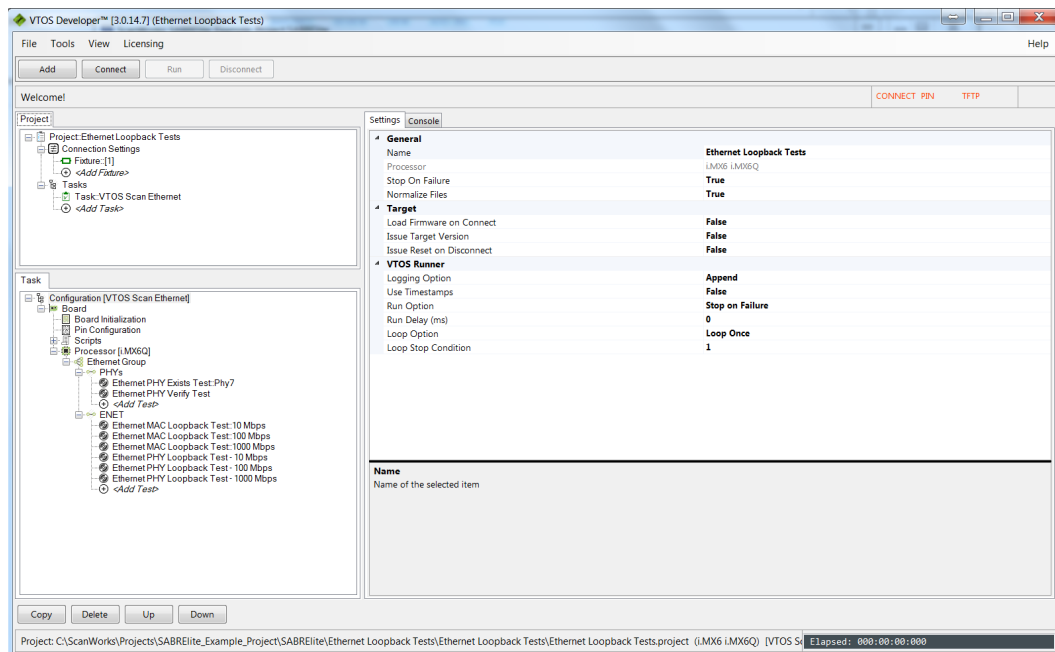 VTOS Developer™ [3.0.14.7] (Ethernet Loopback Tests)
File Tools View Licensing Help
Add Connect Run Disconnect
Welcome! CONNECT PIN TFTP
Project
Project:Ethernet Loopback Tests
Connection Settings
Fixture::[1]
<Add Fixture>
Tasks
Task::VTOS Scan Ethernet
<Add Task>
Task
Configuration [VTOS Scan Ethernet]
Board
Board Initialization
Pin Configuration
Scripts
Processor [i.MX6Q]
Ethernet Group
PHYs
Ethernet PHY Exists Test::Phy7
Ethernet PHY Verify Test
<Add Test>
ENET
Ethernet MAC Loopback Test::10 Mbps
Ethernet MAC Loopback Test::100 Mbps
Ethernet MAC Loopback Test::1000 Mbps
Ethernet PHY Loopback Test - 10 Mbps
Ethernet PHY Loopback Test - 100 Mbps
Ethernet PHY Loopback Test - 1000 Mbps
<Add Test>
Settings Console
General
Name Ethernet Loopback Tests
Processor i.MX6 i.MX6Q
Stop On Failure True
Normalize Files True
Target
Load Firmware on Connect False
Issue Target Version False
Issue Reset on Disconnect False
VTOS Runner
Logging Option Append
Use Timestamps False
Run Option Stop on Failure
Run Delay (ms) 0
Loop Option Loop Once
Loop Stop Condition 1
Name
Name of the selected item
Copy Delete Up Down
Project: C:\ScanWorks\Projects\SABRElite_Example_Project\SABRElite\Ethernet Loopback Tests\Ethernet Loopback Tests\Ethernet Loopback Tests.project (i.MX6 i.MX6Q) [VTOS Sc Elapsed: 000:00:00:000